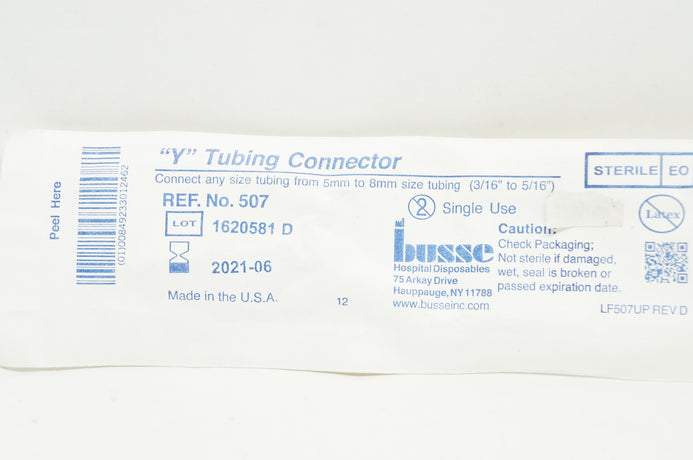 Peel Here
(01)00849233012462
"Y" Tubing Connector
Connect any size tubing from 5mm to 8mm size tubing (3/16" to 5/16")
REF. No. 507
LOT 1620581 D
2021-06
Made in the U.S.A.
12
2 Single Use
busse
Hospital Disposables
75 Arkay Drive
Hauppauge, NY 11788
www.busseinc.com
STERILE EO
Latex
Caution:
Check Packaging;
Not sterile if damaged,
wet, seal is broken or
passed expiration date.
LF507UP REV D